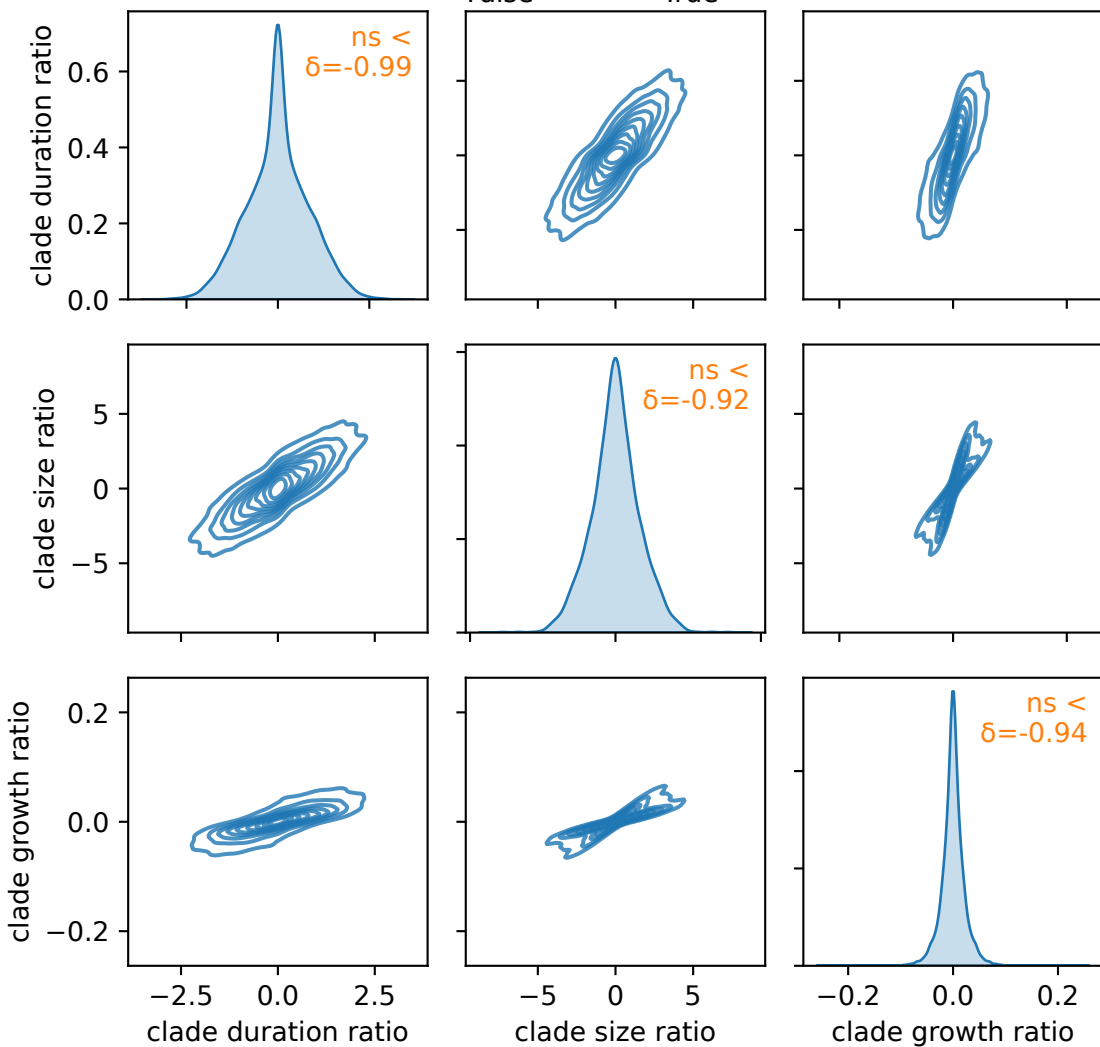 True
clade duration ratio
0.6
0.4
0.2
0.0
ns <
δ=-0.99
clade size ratio
5
0
−5
ns <
δ=-0.92
clade growth ratio
0.2
0.0
−0.2
ns <
δ=-0.94
−2.5 0.0 2.5
−5 0 5
−0.2 0.0 0.2
clade duration ratio
clade size ratio
clade growth ratio